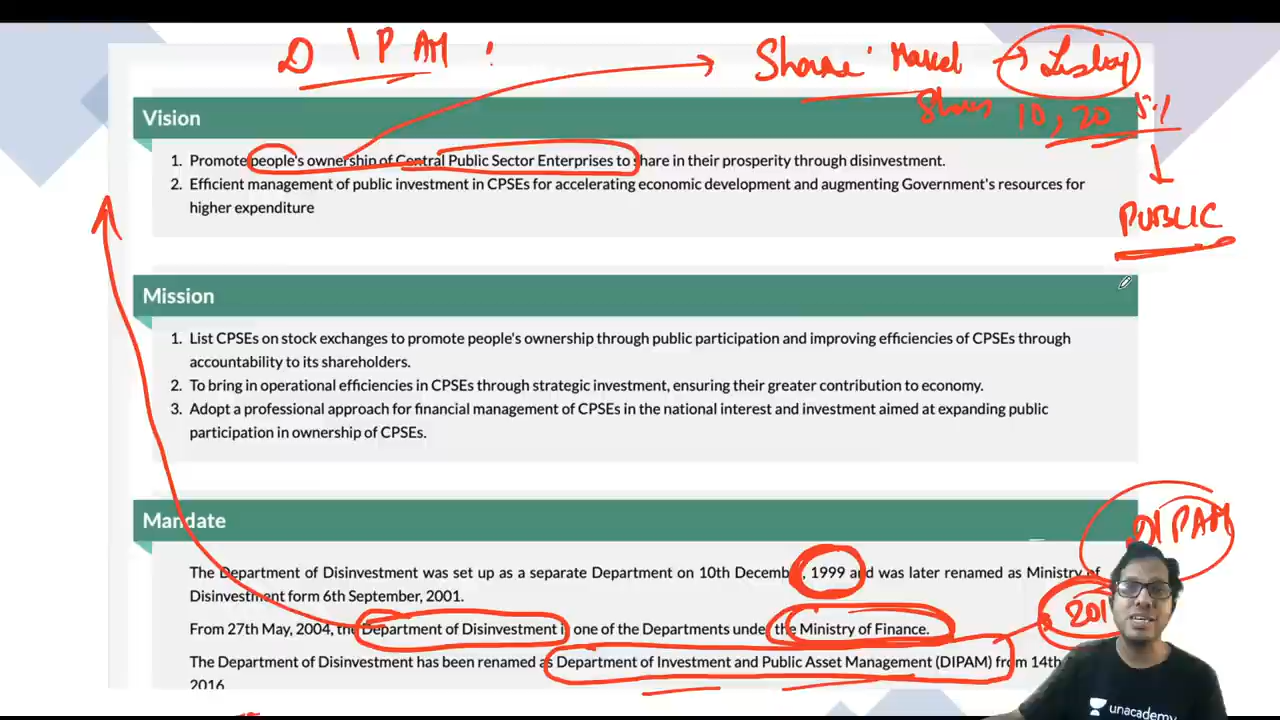 DIPAM :
Share Market → Listing
Shares 10, 20 5%
PUBLIC
Vision
1. Promote people's ownership of Central Public Sector Enterprises to share in their prosperity through disinvestment.
2. Efficient management of public investment in CPSEs for accelerating economic development and augmenting Government's resources for
higher expenditure
Mission
1. List CPSEs on stock exchanges to promote people's ownership through public participation and improving efficiencies of CPSEs through
accountability to its shareholders.
2. To bring in operational efficiencies in CPSEs through strategic investment, ensuring their greater contribution to economy.
3. Adopt a professional approach for financial management of CPSEs in the national interest and investment aimed at expanding public
participation in ownership of CPSEs.
DIPAM
Mandate
The Department of Disinvestment was set up as a separate Department on 10th December, 1999 and was later renamed as Ministry of
Disinvestment form 6th September, 2001.
201
From 27th May, 2004, the Department of Disinvestment is one of the Departments under the Ministry of Finance.
The Department of Disinvestment has been renamed as Department of Investment and Public Asset Management (DIPAM) from 14th
2016
unacademy